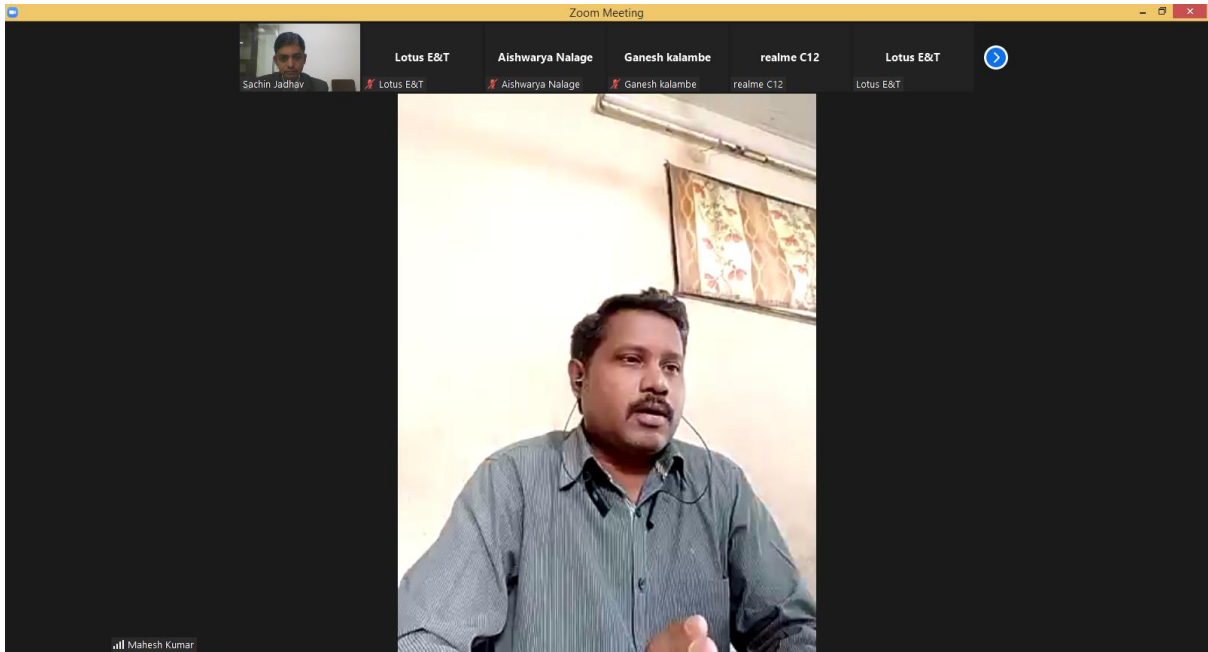 Zoom Meeting
Lotus E&T
Aishwarya Nalage
Ganesh kalambe
realme C12
Lotus E&T
Sachin Jadhav
Lotus E&T
Aishwarya Nalage
Ganesh kalambe
realme C12
Lotus E&T
Mahesh Kumar